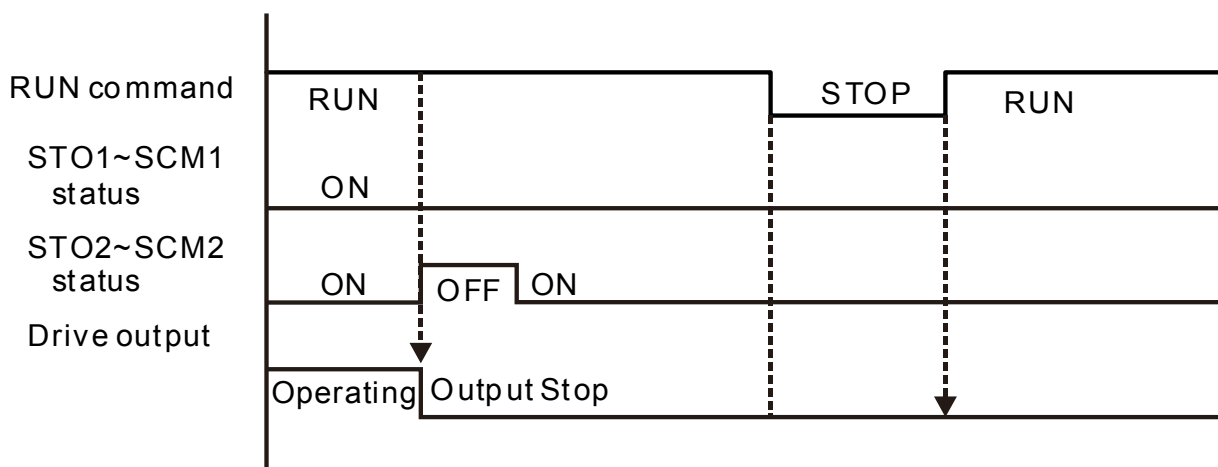 RUN command
RUN
STOP
RUN
STO1~SCM1
status
ON
STO2~SCM2
status
ON
OFF
ON
Drive output
Operating
Output Stop